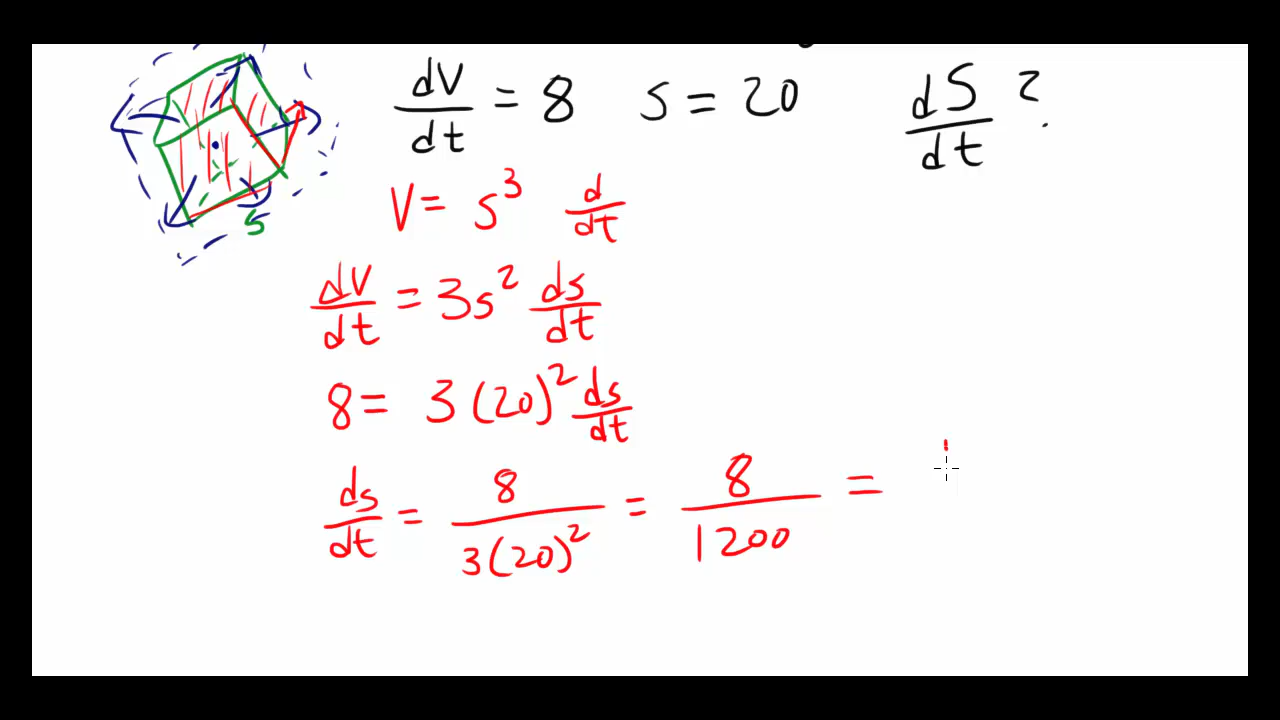 dV/dt = 8 s = 20 dS/dt ?
V = s³ d/dt
dV/dt = 3s² ds/dt
8 = 3(20)² ds/dt
ds/dt = 8/3(20)² = 8/1200 =
s